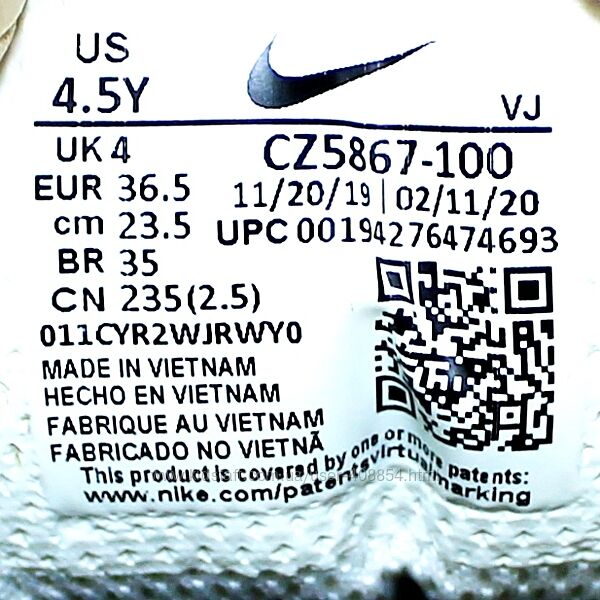 US
4.5Y
VJ
UK 4
CZ5867-100
EUR 36.5
11/20/19 | 02/11/20
cm 23.5
UPC 00194276474693
BR 35
CN 235(2.5)
011CYR2WJRWY0
MADE IN VIETNAM
HECHO EN VIETNAM
FABRIQUE AU VIETNAM
FABRICADO NO VIETNÃ
This product is covered by one or more patents:
www.nike.com/patentsvirtualmarking